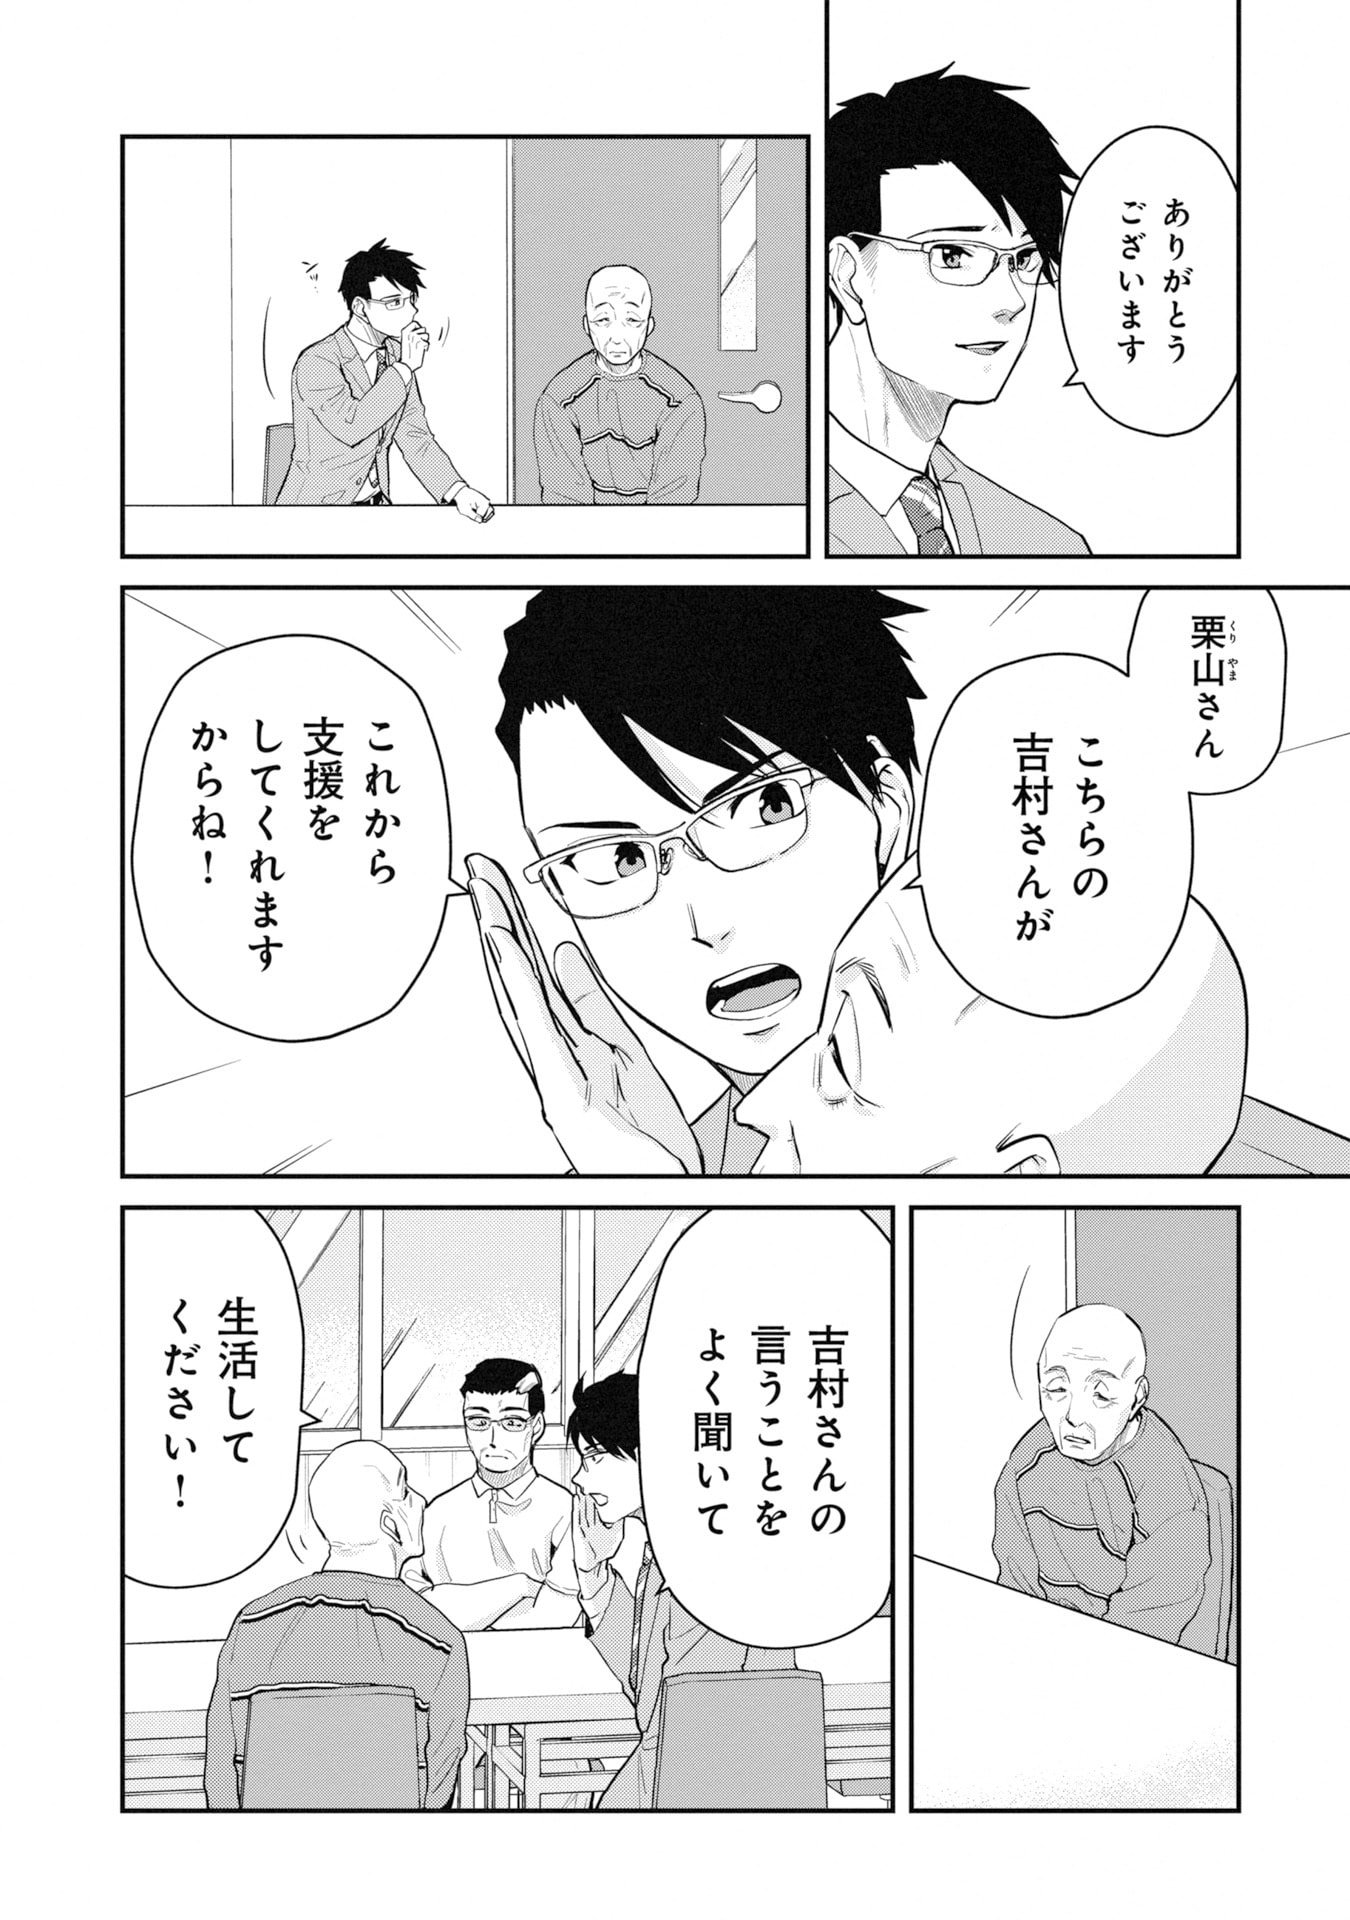 ありがとう
ございます
栗山さん
くりやま
こちらの
吉村さんが
これから
支援を
してくれます
からね！
吉村さんの
言うことを
よく聞いて
生活して
ください！